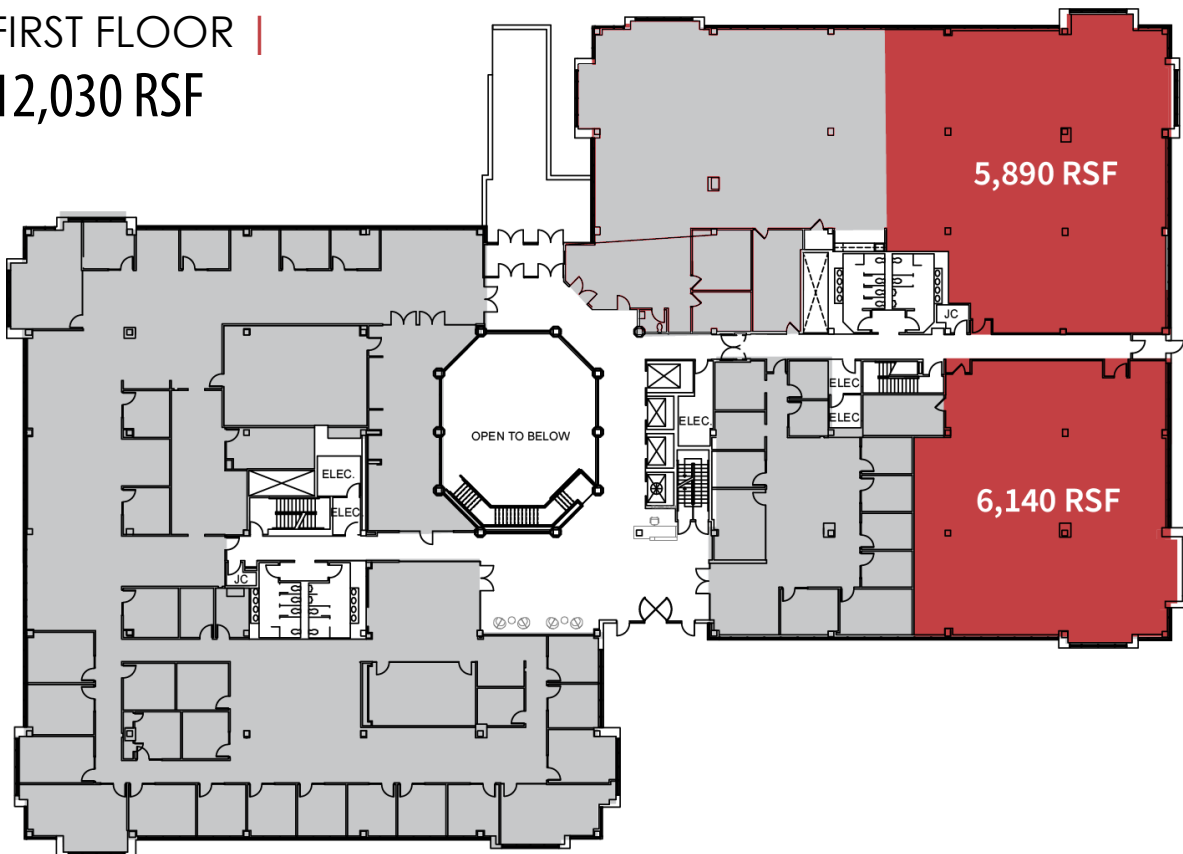 FIRST FLOOR |
12,030 RSF
5,890 RSF
JC
ELEC
ELEC
ELEC.
OPEN TO BELOW
ELEC.
ELEC
6,140 RSF
JC